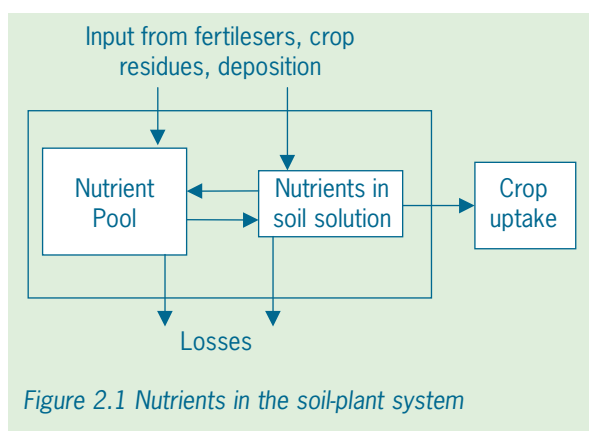 Input from fertilesers, crop
residues, deposition
Nutrient
Pool
Nutrients in
soil solution
Crop
uptake
Losses
Figure 2.1 Nutrients in the soil-plant system